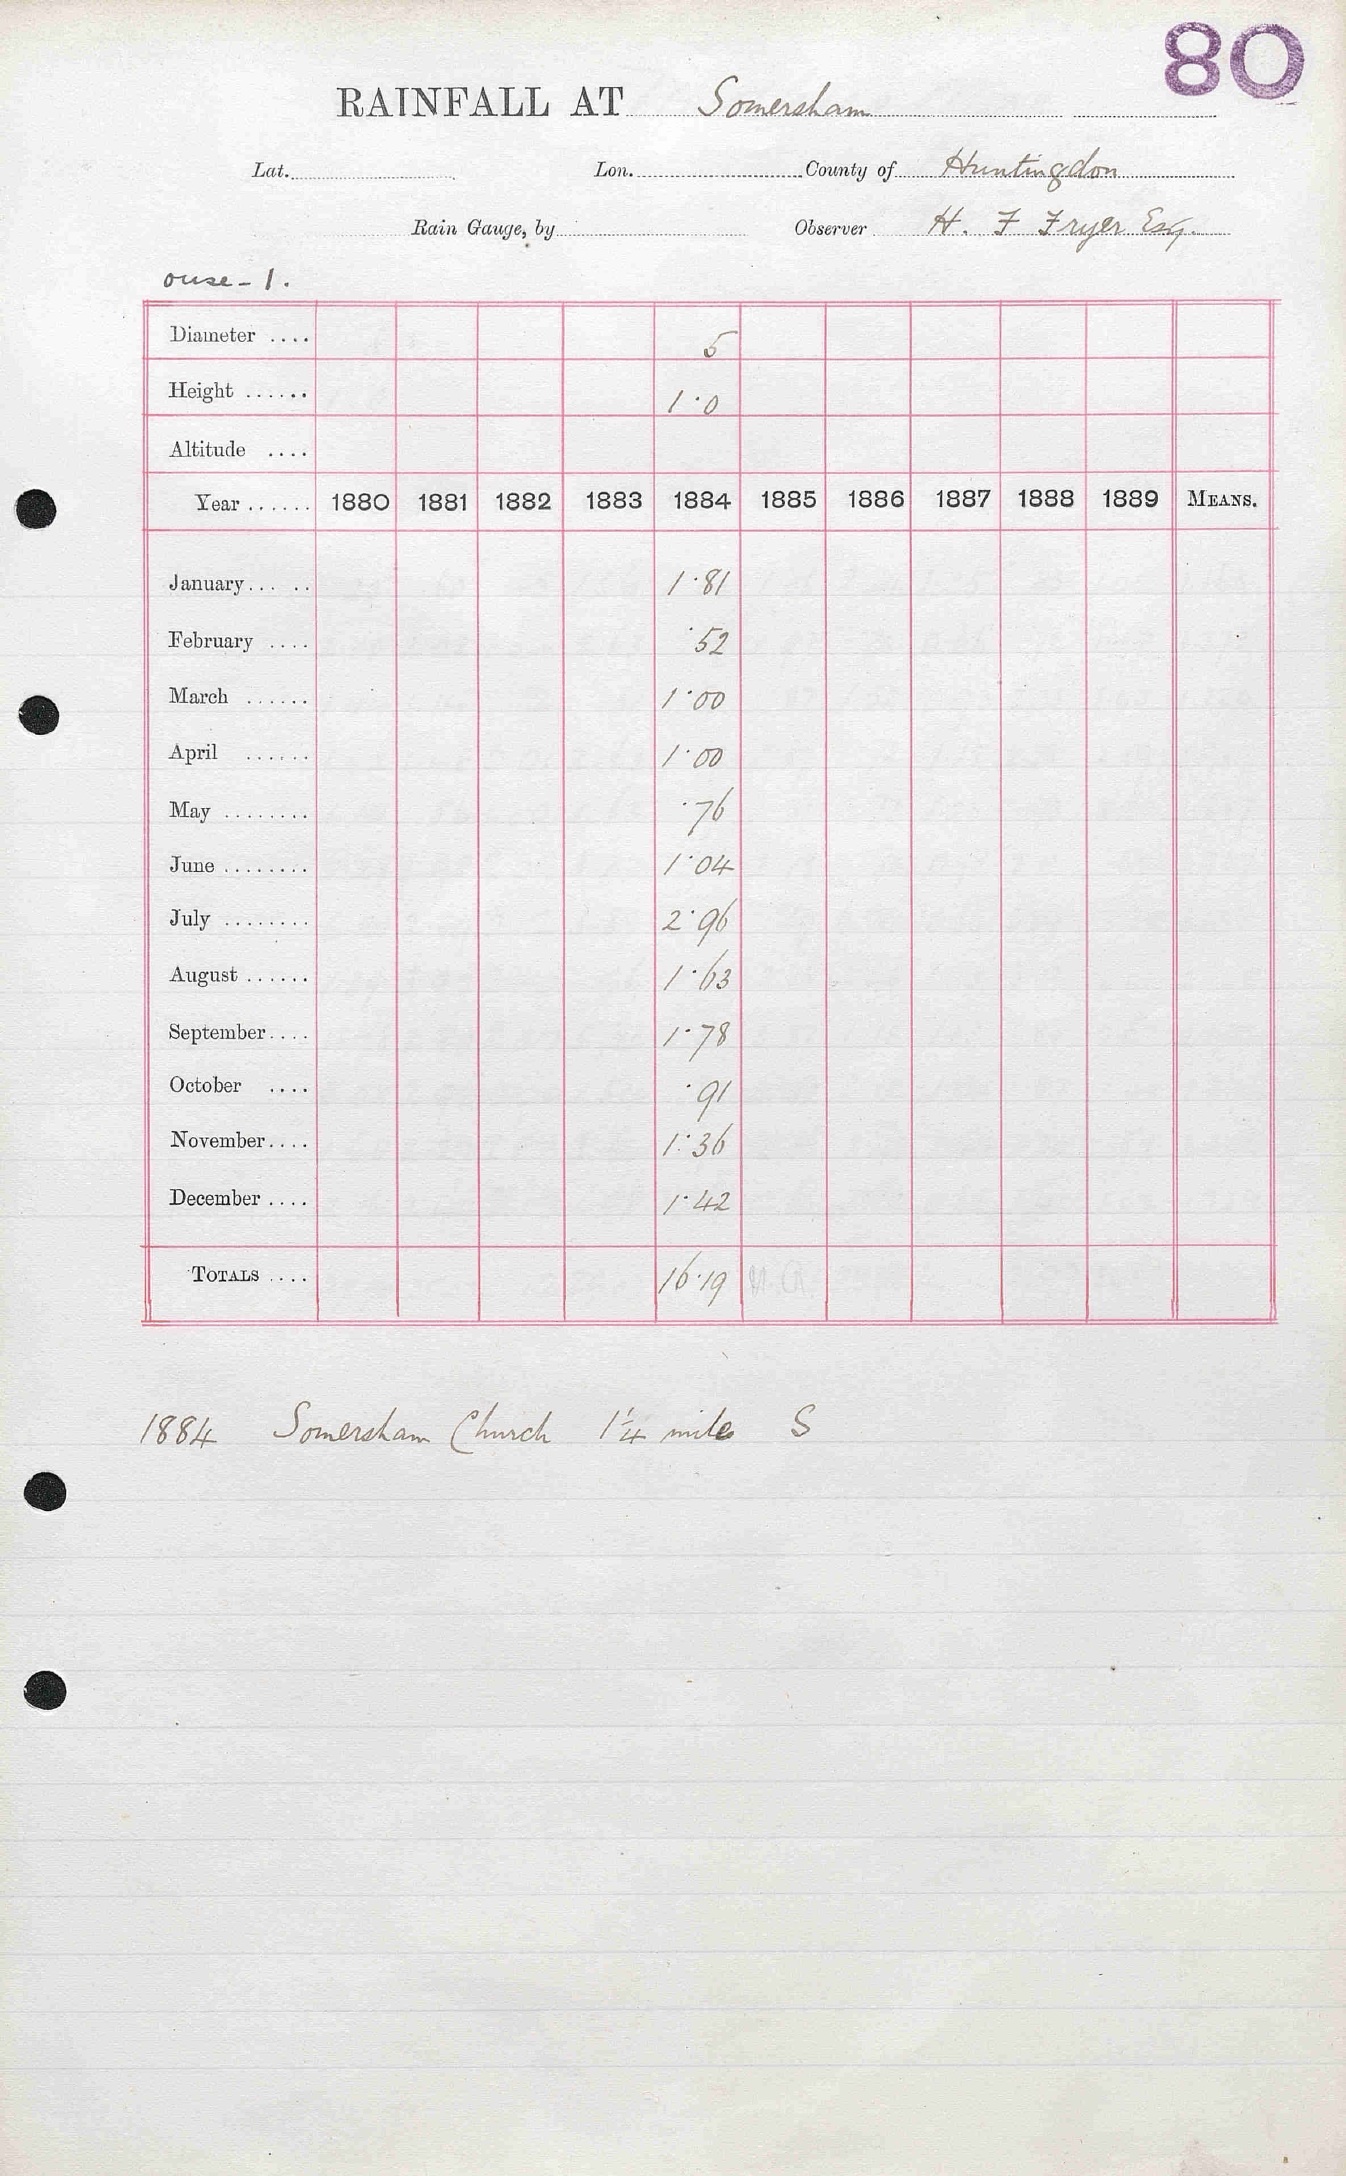 80
RAINFALL AT Somersham
Lat. Lon. County of Huntingdon
Rain Gauge, by Observer H. F Fryer Esq.
ouse - 1.
Diameter .... 5
Height ...... 1·0
Altitude ....
Year ...... 1880 1881 1882 1883 1884 1885 1886 1887 1888 1889 MEANS.
January... .. 1·81
February .... ·52
March ...... 1·00
April ...... 1·00
May ........ ·76
June ........ 1·04
July ........ 2·96
August ...... 1·63
September.... 1·78
October .... ·91
November.... 1·36
December .... 1·42
TOTALS .... 16·19
1884 Somersham Church 1¼ miles S